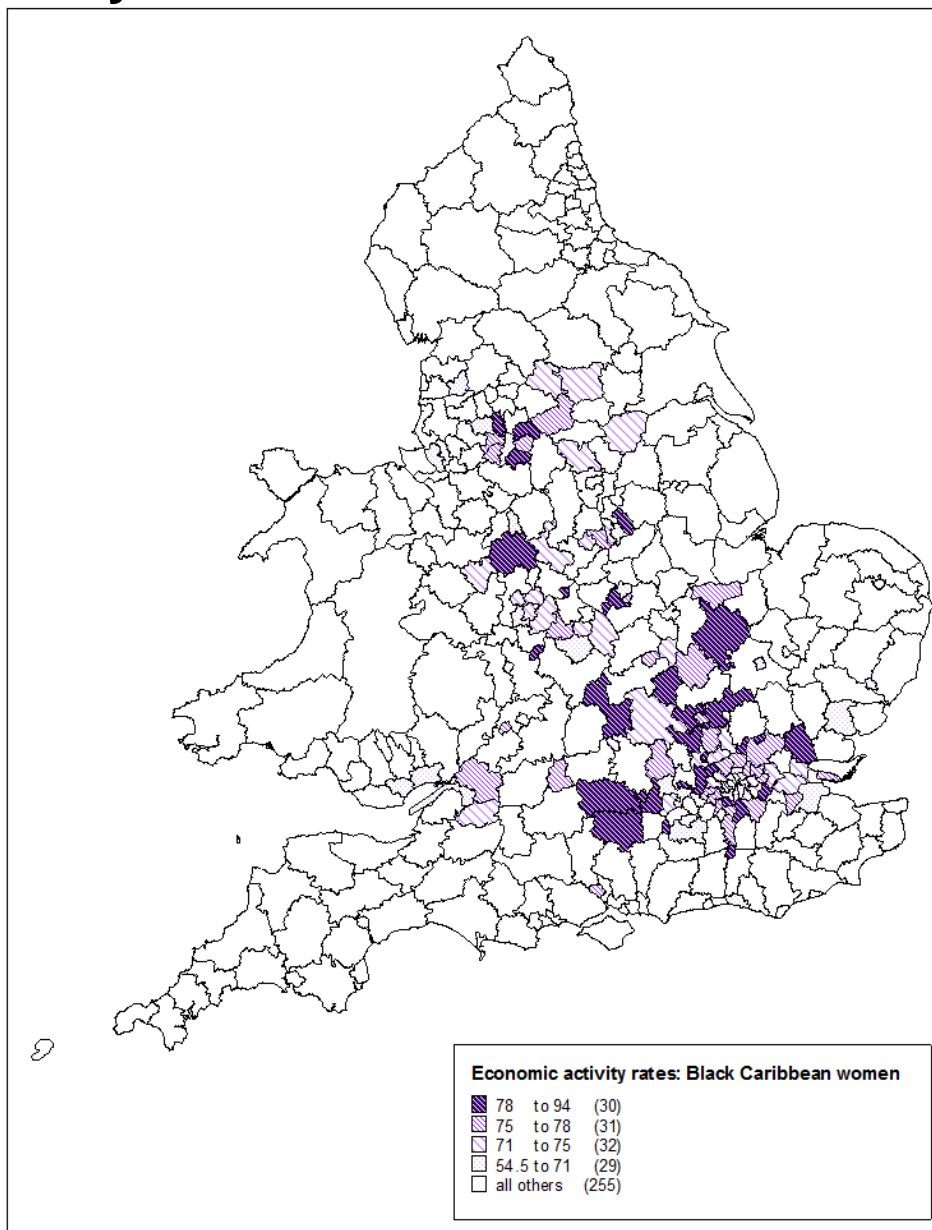 Economic activity rates: Black Caribbean women
78 to 94 (30)
75 to 78 (31)
71 to 75 (32)
54.5 to 71 (29)
all others (255)